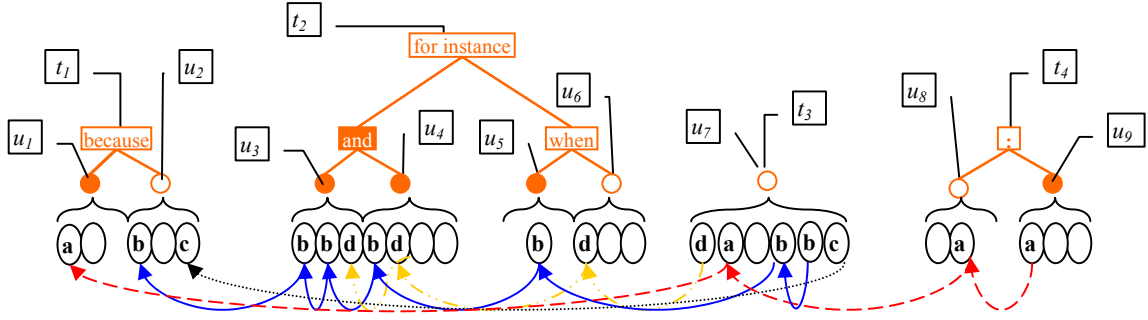 t2
for instance
t1
u2
u6
u8
t4
t3
u1
because
u3
and
u4
u5
when
u7
:
u9
a b c b b d b d b d d a b b c a a